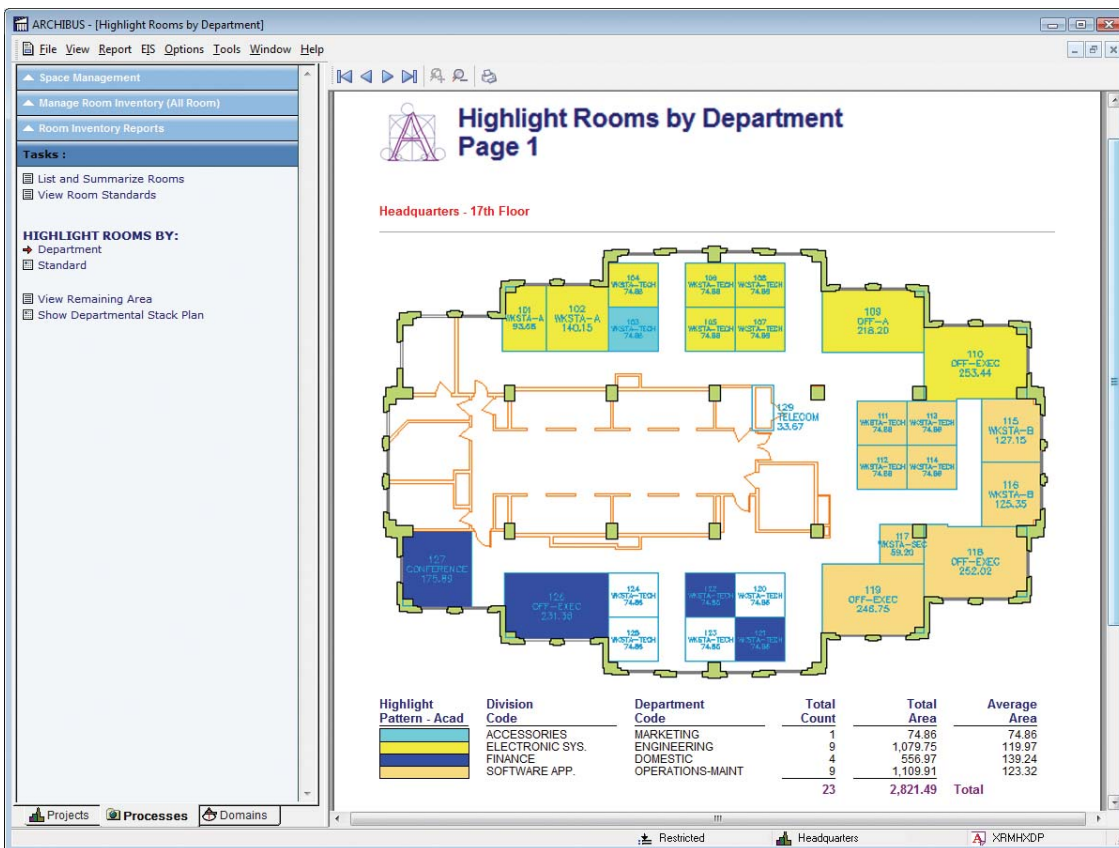 ARCHIBUS - [Highlight Rooms by Department]
File View Report EIS Options Tools Window Help
Space Management
Manage Room Inventory (All Room)
Room Inventory Reports
Tasks :
List and Summarize Rooms
View Room Standards
HIGHLIGHT ROOMS BY:
Department
Standard
View Remaining Area
Show Departmental Stack Plan
Projects Processes Domains
Highlight Rooms by Department
Page 1
Headquarters - 17th Floor
104
WKSTA-TECH
74.86
106
WKSTA-TECH
74.86
108
WKSTA-TECH
74.86
101
WKSTA-A
93.65
102
WKSTA-A
140.15
103
WKSTA-TECH
74.86
105
WKSTA-TECH
74.86
107
WKSTA-TECH
74.86
109
OFF-A
218.20
110
OFF-EXEC
253.44
129
TELECOM
33.67
111
WKSTA-TECH
74.86
113
WKSTA-TECH
74.86
115
WKSTA-B
127.15
112
WKSTA-TECH
74.86
114
WKSTA-TECH
74.86
116
WKSTA-B
125.35
117
WKSTA-SEC
118
OFF-EXEC
252.02
119
OFF-EXEC
246.75
127
CONFERENCE
126
OFF-EXEC
124
WKSTA-TECH
74.86
125
WKSTA-TECH
74.86
122
WKSTA-TECH
74.86
120
WKSTA-TECH
74.86
123
WKSTA-TECH
74.86
121
WKSTA-TECH
74.86
Highlight Division Department Total Total Average
Pattern - Acad Code Code Count Area Area
ACCESSORIES MARKETING 1 74.86 74.86
ELECTRONIC SYS. ENGINEERING 9 1,079.75 119.97
FINANCE DOMESTIC 4 556.97 139.24
SOFTWARE APP. OPERATIONS-MAINT 9 1,109.91 123.32
23 2,821.49 Total
Restricted Headquarters XRMHXDP